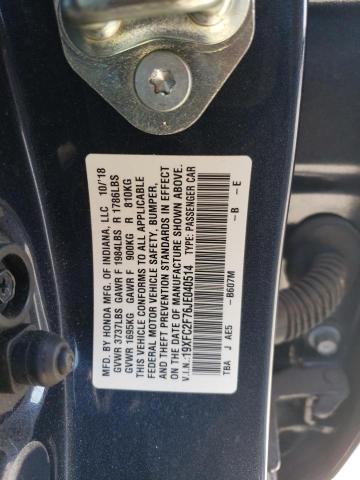 MFD. BY HONDA MFG. OF INDIANA, LLC 10/'18
GVWR 3737LBS GAWR F 1984LBS R 1786LBS
GVWR 1695KG GAWR F 900KG R 810KG
THIS VEHICLE CONFORMS TO ALL APPLICABLE
FEDERAL MOTOR VEHICLE SAFETY, BUMPER,
AND THEFT PREVENTION STANDARDS IN EFFECT
ON THE DATE OF MANUFACTURE SHOWN ABOVE.
V.I.N.:19XFC2F76JE040514 TYPE: PASSENGER CAR
-B607M -B -E
TBA J AE5